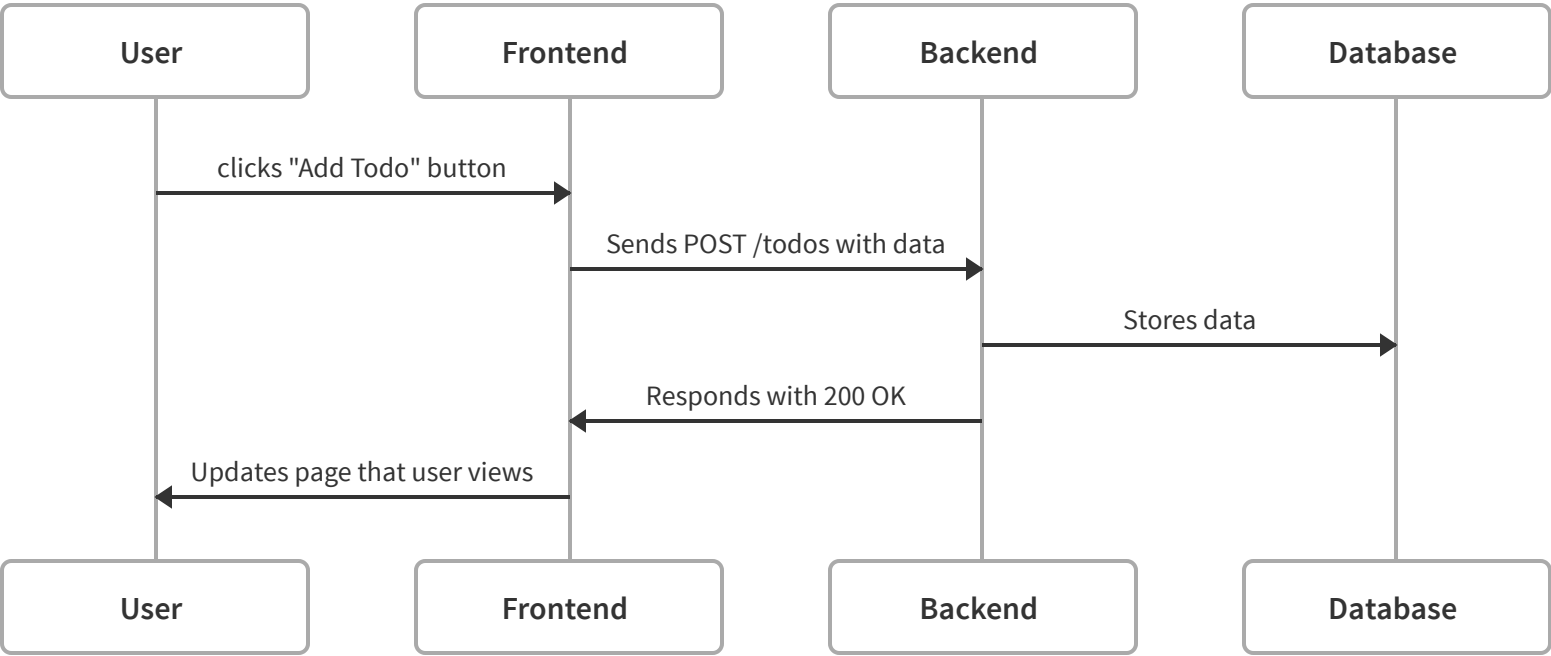 User
Frontend
Backend
Database
clicks "Add Todo" button
Sends POST /todos with data
Stores data
Responds with 200 OK
Updates page that user views
User
Frontend
Backend
Database